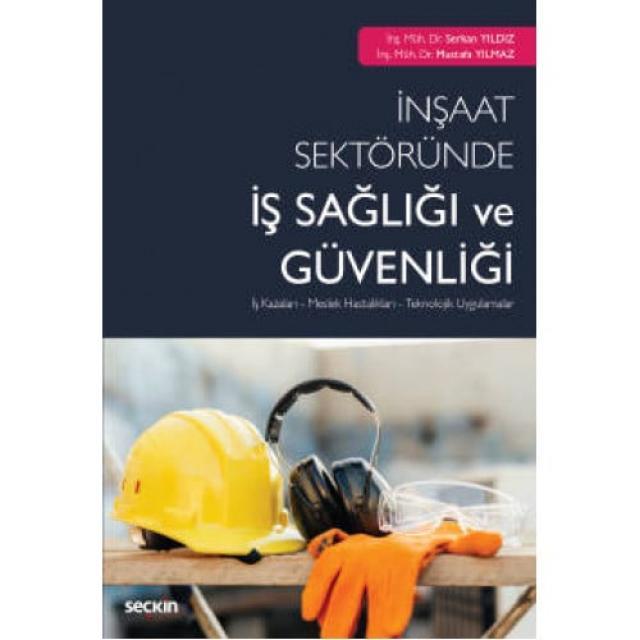 İnş. Müh. Dr. Serkan YILDIZ
İnş. Müh. Dr. Mustafa YILMAZ
İNŞAAT
SEKTÖRÜNDE
İŞ SAĞLIĞI ve
GÜVENLİĞİ
İş Kazaları - Meslek Hastalıkları - Teknolojik Uygulamalar
seçkin